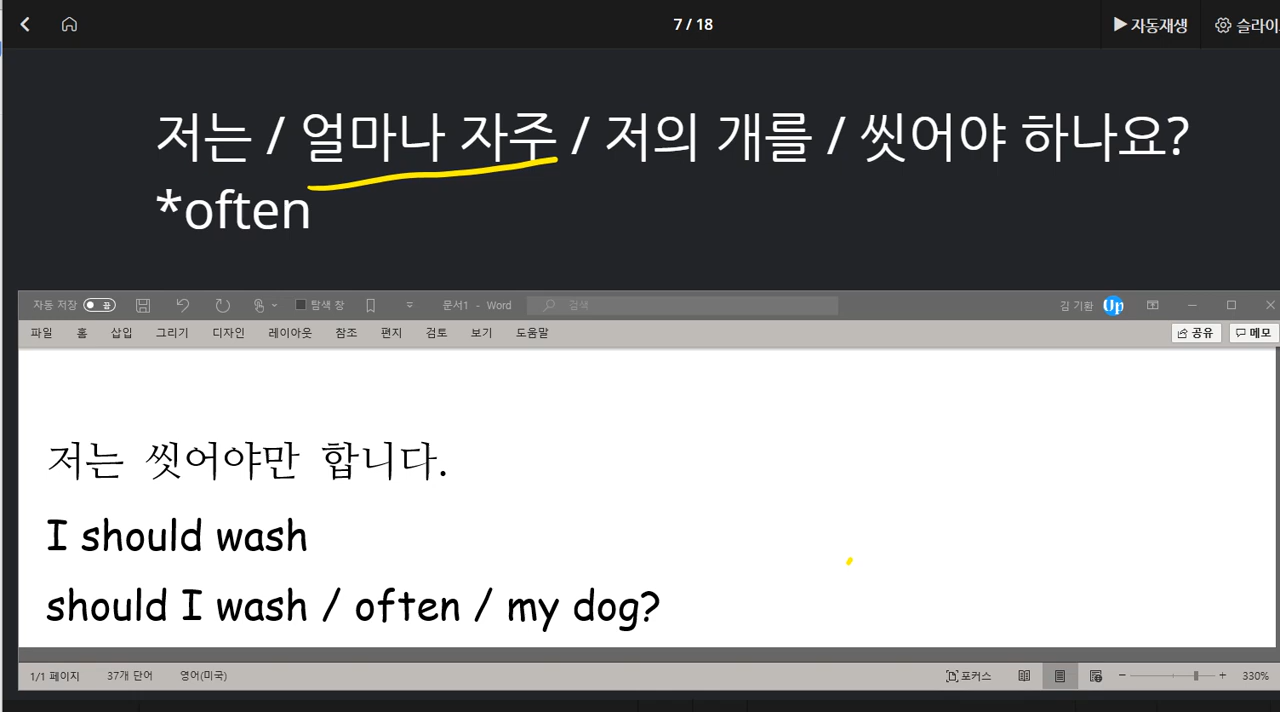 7 / 18
▶ 자동재생
슬라이
저는 / 얼마나 자주 / 저의 개를 / 씻어야 하나요?
*often
자동 저장 끔 탐색 창 문서1 - Word 검색 김 기환 Up
파일 홈 삽입 그리기 디자인 레이아웃 참조 편지 검토 보기 도움말 공유 메모
저는 씻어야만 합니다.
I should wash
should I wash / often / my dog?
1/1 페이지 37개 단어 영어(미국) 포커스 - + 330%